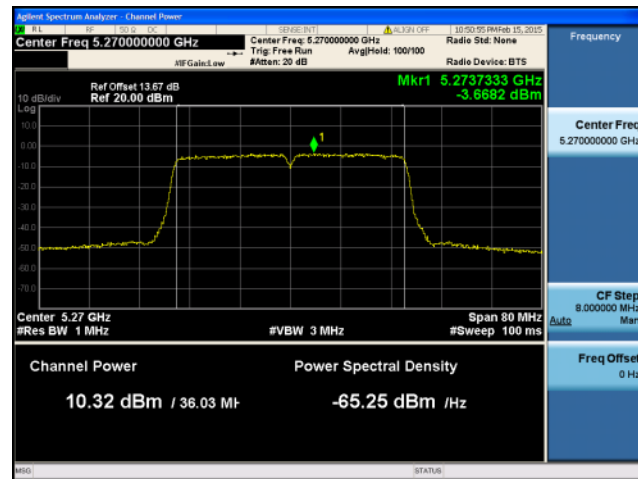 Agilent Spectrum Analyzer - Channel Power
RL RF 50 Ω DC SENSE:INT ALIGN OFF 10:50:55 PM Feb 15, 2015
Center Freq 5.270000000 GHz
Center Freq: 5.270000000 GHz
Radio Std: None
Trig: Free Run Avg|Hold: 100/100
#IFGain:Low #Atten: 20 dB Radio Device: BTS
Ref Offset 13.67 dB
10 dB/div Ref 20.00 dBm
Mkr1 5.2737333 GHz
-3.6682 dBm
Log
10.0
0.00
-10.0
-20.0
-30.0
-40.0
-50.0
-60.0
-70.0
1
Center 5.27 GHz Span 80 MHz
#Res BW 1 MHz #VBW 3 MHz #Sweep 100 ms
Channel Power Power Spectral Density
10.32 dBm / 36.03 MH -65.25 dBm /Hz
MSG STATUS
Frequency
Center Freq
5.270000000 GHz
CF Step
8.000000 MHz
Auto Man
Freq Offset
0 Hz